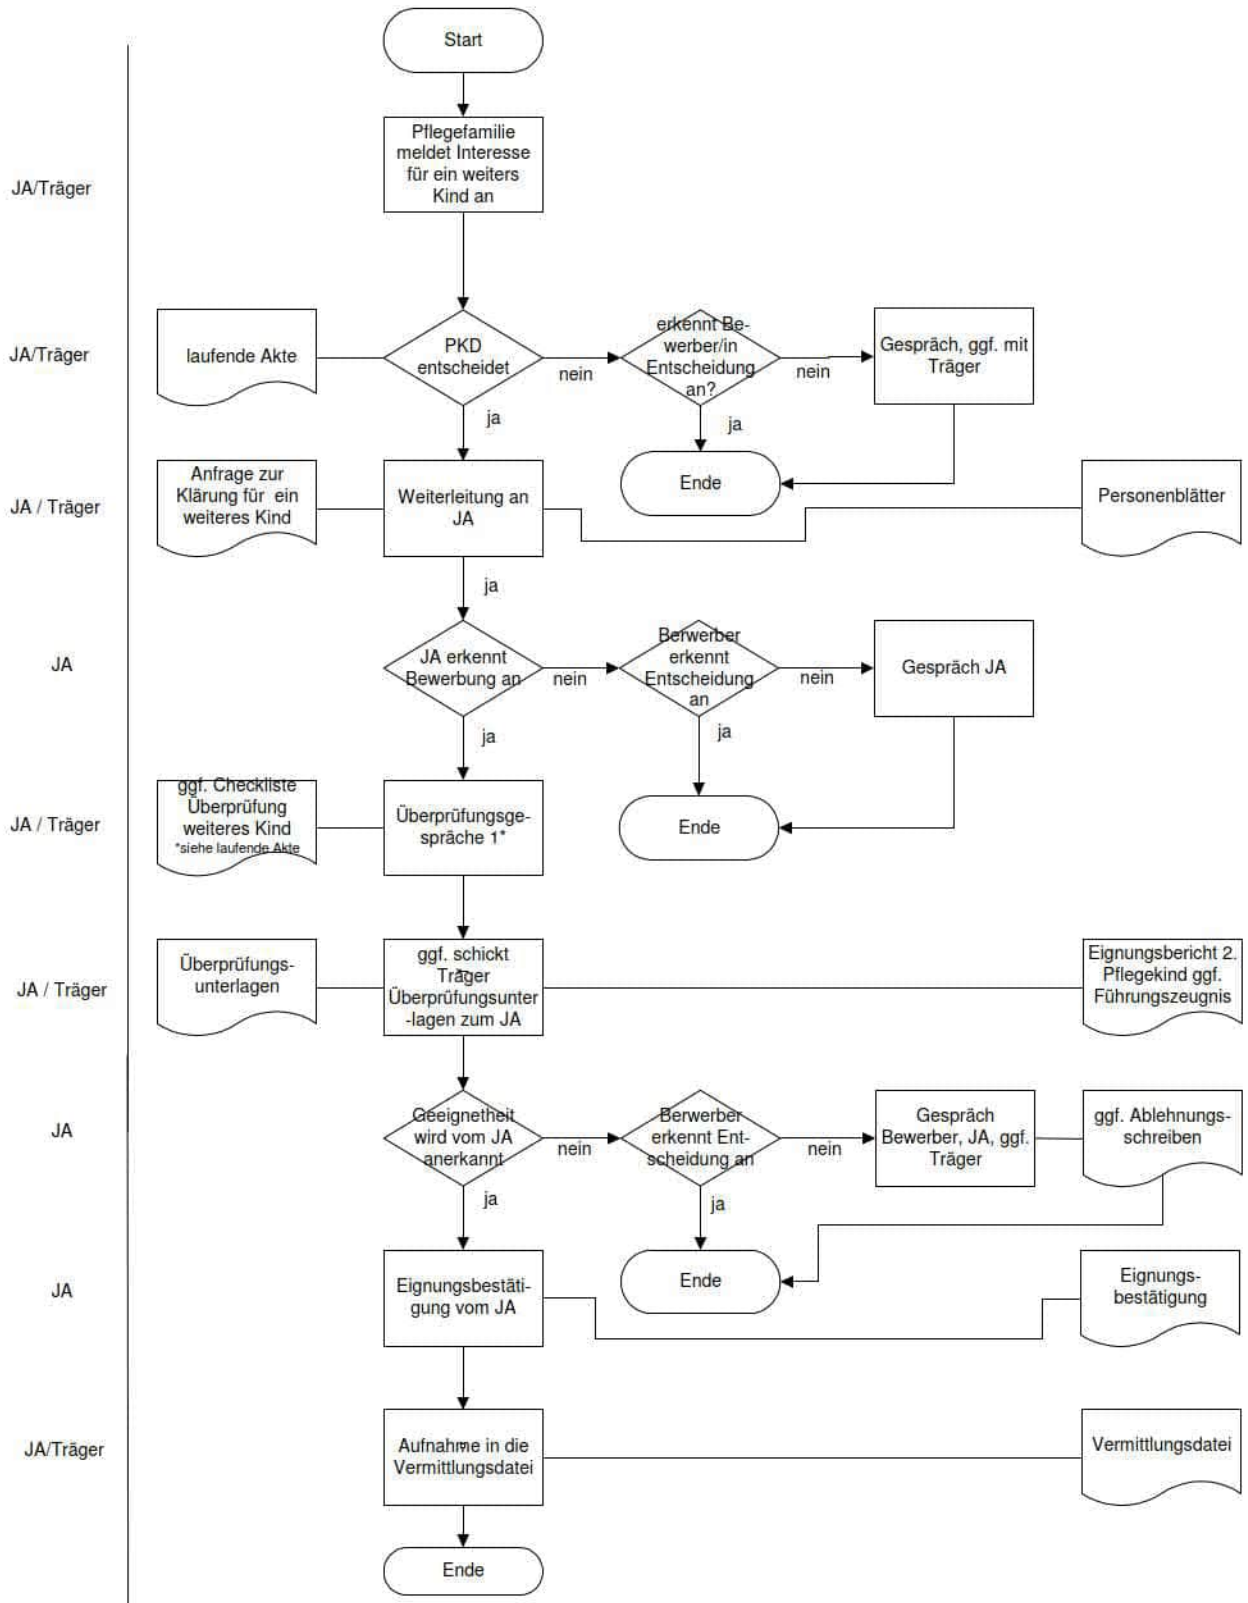 Start
Pflegefamilie
meldet Interesse
für ein weiters
Kind an
JA/Träger
JA/Träger
laufende Akte
PKD
entscheidet
nein
erkennt Be-
werber/in
Entscheidung
an?
nein
Gespräch, ggf. mit
Träger
ja
ja
Ende
JA / Träger
Anfrage zur
Klärung für ein
weiteres Kind
Weiterleitung an
JA
Personenblätter
ja
JA
JA erkennt
Bewerbung an
nein
Berwerber
erkennt
Entscheidung
an
nein
Gespräch JA
ja
ja
Ende
JA / Träger
ggf. Checkliste
Überprüfung
weiteres Kind
*siehe laufende Akte
Überprüfungsge-
spräche 1*
JA / Träger
Überprüfungs-
unterlagen
ggf. schickt
Träger
Überprüfungsunter
-lagen zum JA
Eignungsbericht 2.
Pflegekind ggf.
Führungszeugnis
JA
Geeignetheit
wird vom JA
anerkannt
nein
Berwerber
erkennt Ent-
scheidung an
nein
Gespräch
Bewerber, JA, ggf.
Träger
ggf. Ablehnungs-
schreiben
ja
ja
Ende
JA
Eignungsbestäti-
gung vom JA
Eignungs-
bestätigung
JA/Träger
Aufnahme in die
Vermittlungsdatei
Vermittlungsdatei
Ende